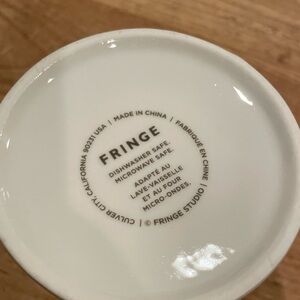 FRINGE
DISHWASHER SAFE.
MICROWAVE SAFE.
ADAPTÉ AU
LAVE-VAISSELLE
ET AU FOUR
MICRO-ONDES.
CULVER CITY, CALIFORNIA 90231 USA | MADE IN CHINA | FABRIQUÉ EN CHINE | © FRINGE STUDIO |